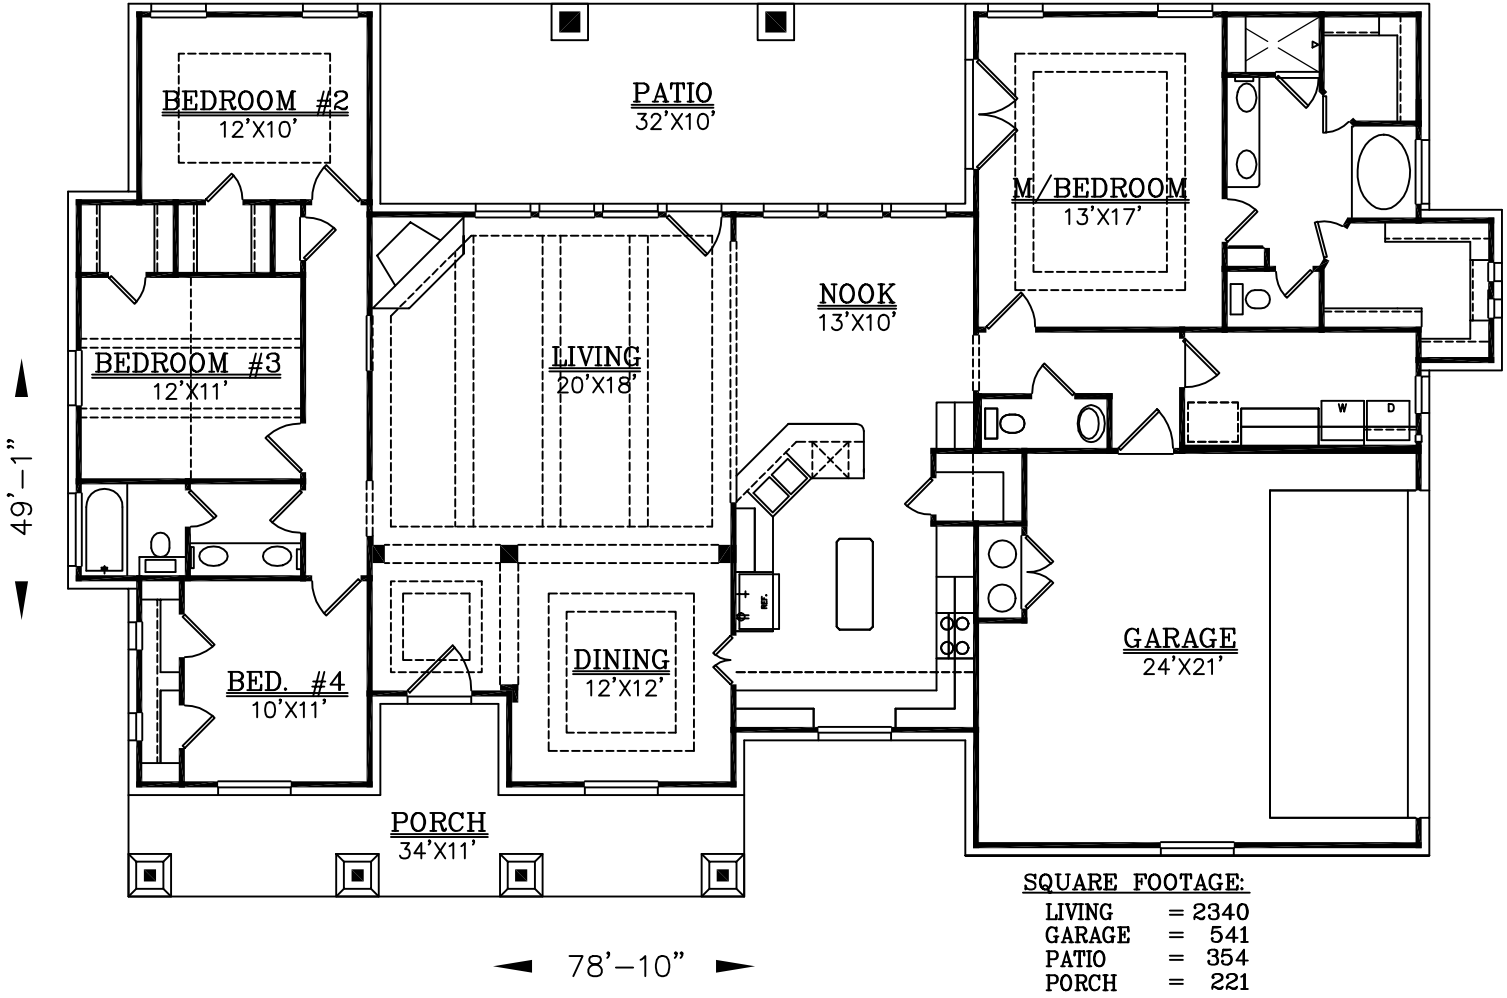 BEDROOM #2
12'X10'
PATIO
32'X10'
M/BEDROOM
13'X17'
NOOK
13'X10'
LIVING
20'X18'
BEDROOM #3
12'X11'
W D
49'-1"
REF.
GARAGE
24'X21'
DINING
12'X12'
BED. #4
10'X11'
PORCH
34'X11'
SQUARE FOOTAGE:
LIVING = 2340
GARAGE = 541
PATIO = 354
PORCH = 221
78'-10"